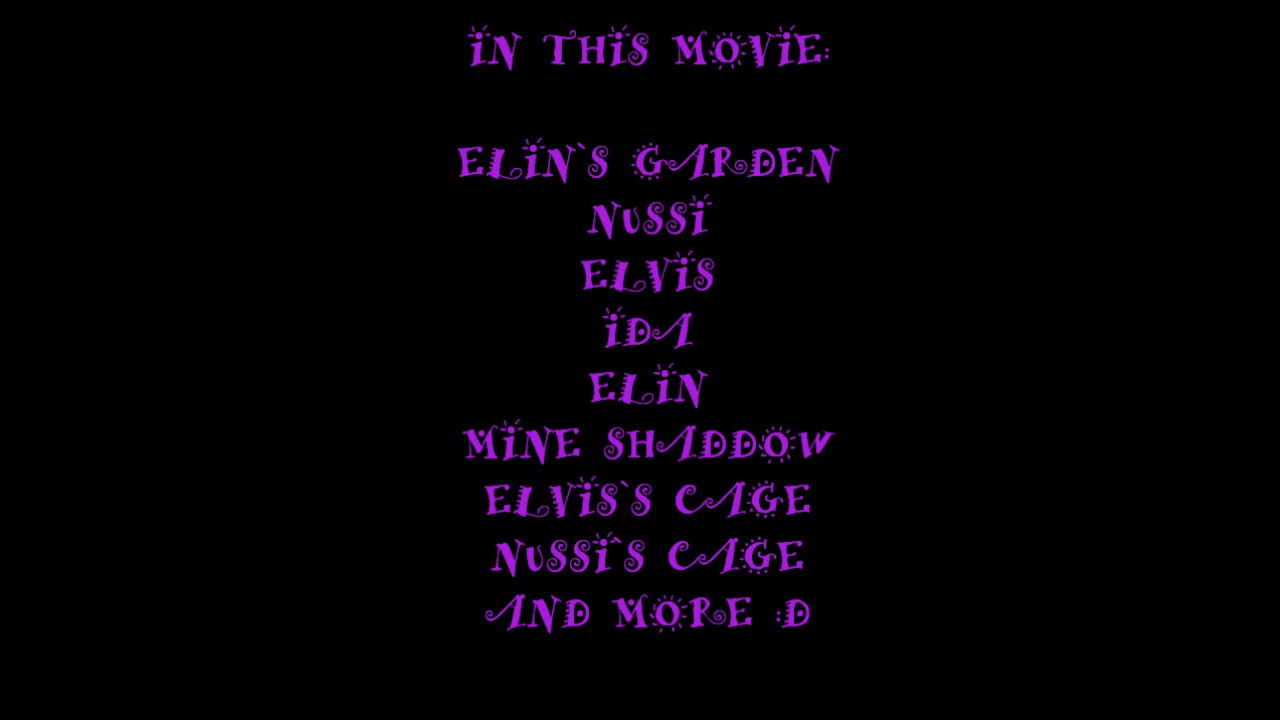 IN THIS MOVIE:
ELIN`S GARDEN
NUSSI
ELVIS
IDA
ELIN
MINE SHADDOW
ELVIS`S CAGE
NUSSI`S CAGE
AND MORE :D